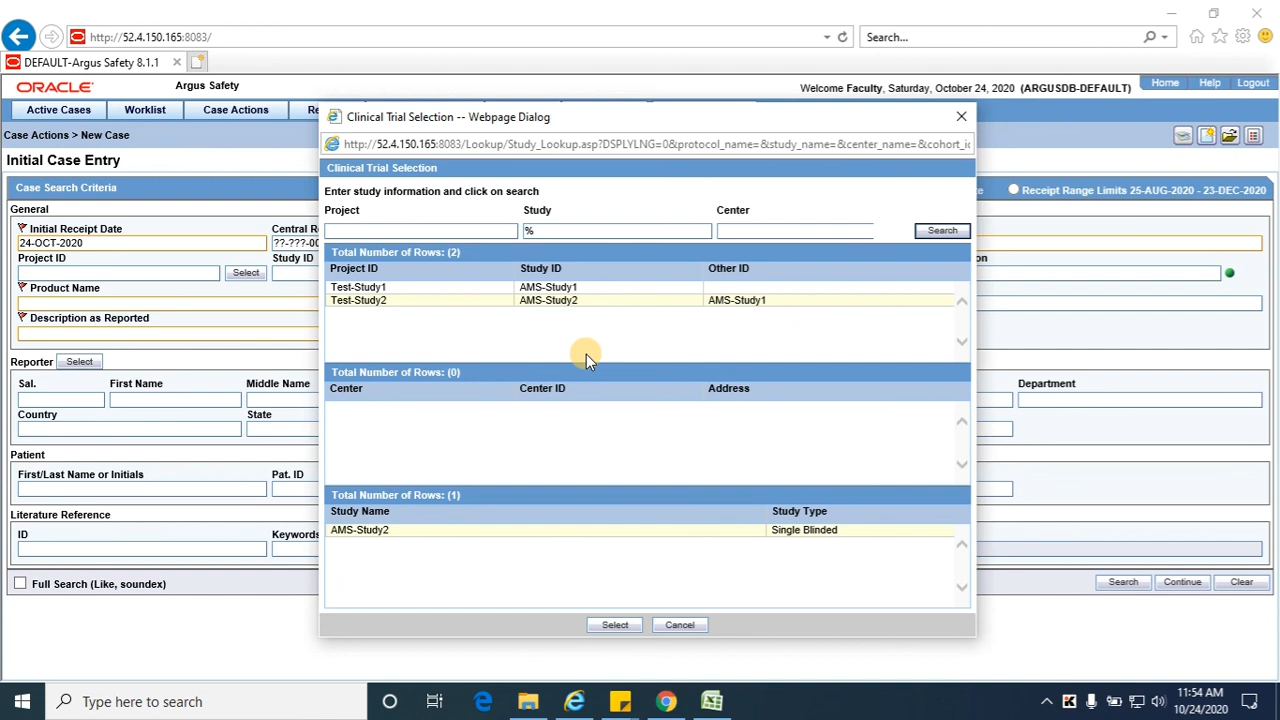 http://52.4.150.165:8083/
Search...
DEFAULT-Argus Safety 8.1.1
ORACLE
Argus Safety
Welcome Faculty, Saturday, October 24, 2020 (ARGUSDB-DEFAULT)
Home
Help
Logout
Active Cases
Worklist
Case Actions
Case Actions > New Case
Initial Case Entry
Case Search Criteria
Receipt Range Limits 25-AUG-2020 - 23-DEC-2020
General
Initial Receipt Date
Central
24-OCT-2020
??-???-00
Project ID
Study ID
Select
Product Name
Description as Reported
Reporter
Select
Sal.
First Name
Middle Name
Department
Country
State
Patient
First/Last Name or Initials
Pat. ID
Literature Reference
ID
Keywords
Full Search (Like, soundex)
Search
Continue
Clear
Clinical Trial Selection -- Webpage Dialog
http://52.4.150.165:8083/Lookup/Study_Lookup.asp?DSPLYLNG=0&protocol_name=&study_name=&center_name=&cohort_ic
Clinical Trial Selection
Enter study information and click on search
Project
Study
Center
%
Search
Total Number of Rows: (2)
Project ID
Study ID
Other ID
Test-Study1
AMS-Study1
Test-Study2
AMS-Study2
AMS-Study1
Total Number of Rows: (0)
Center
Center ID
Address
Total Number of Rows: (1)
Study Name
Study Type
AMS-Study2
Single Blinded
Select
Cancel
Type here to search
11:54 AM
10/24/2020